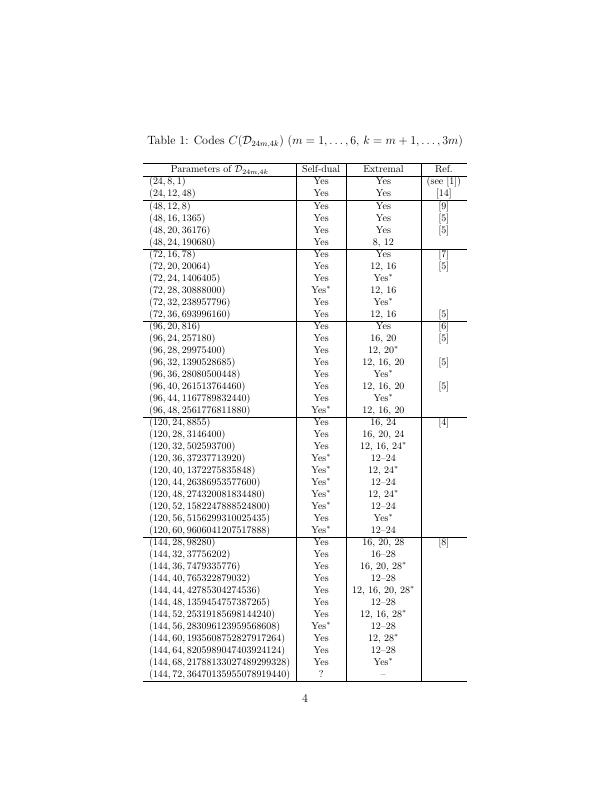 Table 1: Codes C(𝒟₂₄ₘ,₄ₖ) (m = 1, . . . , 6, k = m + 1, . . . , 3m)
Parameters of 𝒟₂₄ₘ,₄ₖ Self-dual Extremal Ref.
(24, 8, 1) Yes Yes (see [1])
(24, 12, 48) Yes Yes [14]
(48, 12, 8) Yes Yes [9]
(48, 16, 1365) Yes Yes [5]
(48, 20, 36176) Yes Yes [5]
(48, 24, 190680) Yes 8, 12
(72, 16, 78) Yes Yes [7]
(72, 20, 20064) Yes 12, 16 [5]
(72, 24, 1406405) Yes Yes*
(72, 28, 30888000) Yes* 12, 16
(72, 32, 238957796) Yes Yes*
(72, 36, 693996160) Yes 12, 16 [5]
(96, 20, 816) Yes Yes [6]
(96, 24, 257180) Yes 16, 20 [5]
(96, 28, 29975400) Yes 12, 20*
(96, 32, 1390528685) Yes 12, 16, 20 [5]
(96, 36, 28080500448) Yes Yes*
(96, 40, 261513764460) Yes 12, 16, 20 [5]
(96, 44, 1167789832440) Yes Yes*
(96, 48, 2561776811880) Yes* 12, 16, 20
(120, 24, 8855) Yes 16, 24 [4]
(120, 28, 3146400) Yes 16, 20, 24
(120, 32, 502593700) Yes 12, 16, 24*
(120, 36, 37237713920) Yes* 12–24
(120, 40, 1372275835848) Yes* 12, 24*
(120, 44, 26386953577600) Yes* 12–24
(120, 48, 274320081834480) Yes* 12, 24*
(120, 52, 1582247888524800) Yes* 12–24
(120, 56, 5156299310025435) Yes Yes*
(120, 60, 9606041207517888) Yes* 12–24
(144, 28, 98280) Yes 16, 20, 28 [8]
(144, 32, 37756202) Yes 16–28
(144, 36, 7479335776) Yes 16, 20, 28*
(144, 40, 765322879032) Yes 12–28
(144, 44, 42785304274536) Yes 12, 16, 20, 28*
(144, 48, 1359454757387265) Yes 12–28
(144, 52, 25319185698144240) Yes 12, 16, 28*
(144, 56, 283096123959568608) Yes* 12–28
(144, 60, 1935608752827917264) Yes 12, 28*
(144, 64, 8205989047403924124) Yes 12–28
(144, 68, 21788133027489299328) Yes Yes*
(144, 72, 36470135955078919440) ? –
4